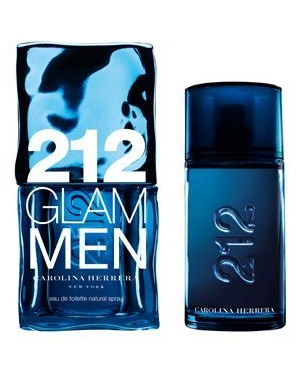 212
GLAM
MEN
CAROLINA HERRERA
NEW YORK
eau de toilette natural spray
212
CAROLINA HERRERA